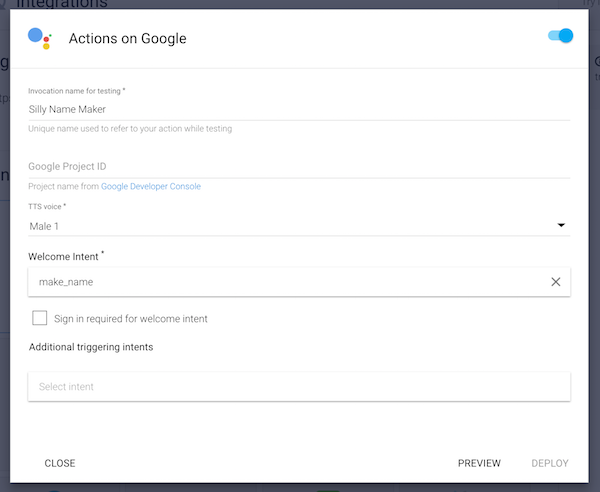 Integrations
Actions on Google
Invocation name for testing *
Silly Name Maker
Unique name used to refer to your action while testing
Google Project ID
Project name from Google Developer Console
TTS voice *
Male 1
Welcome Intent *
make_name
Sign in required for welcome intent
Additional triggering intents
Select intent
CLOSE PREVIEW DEPLOY